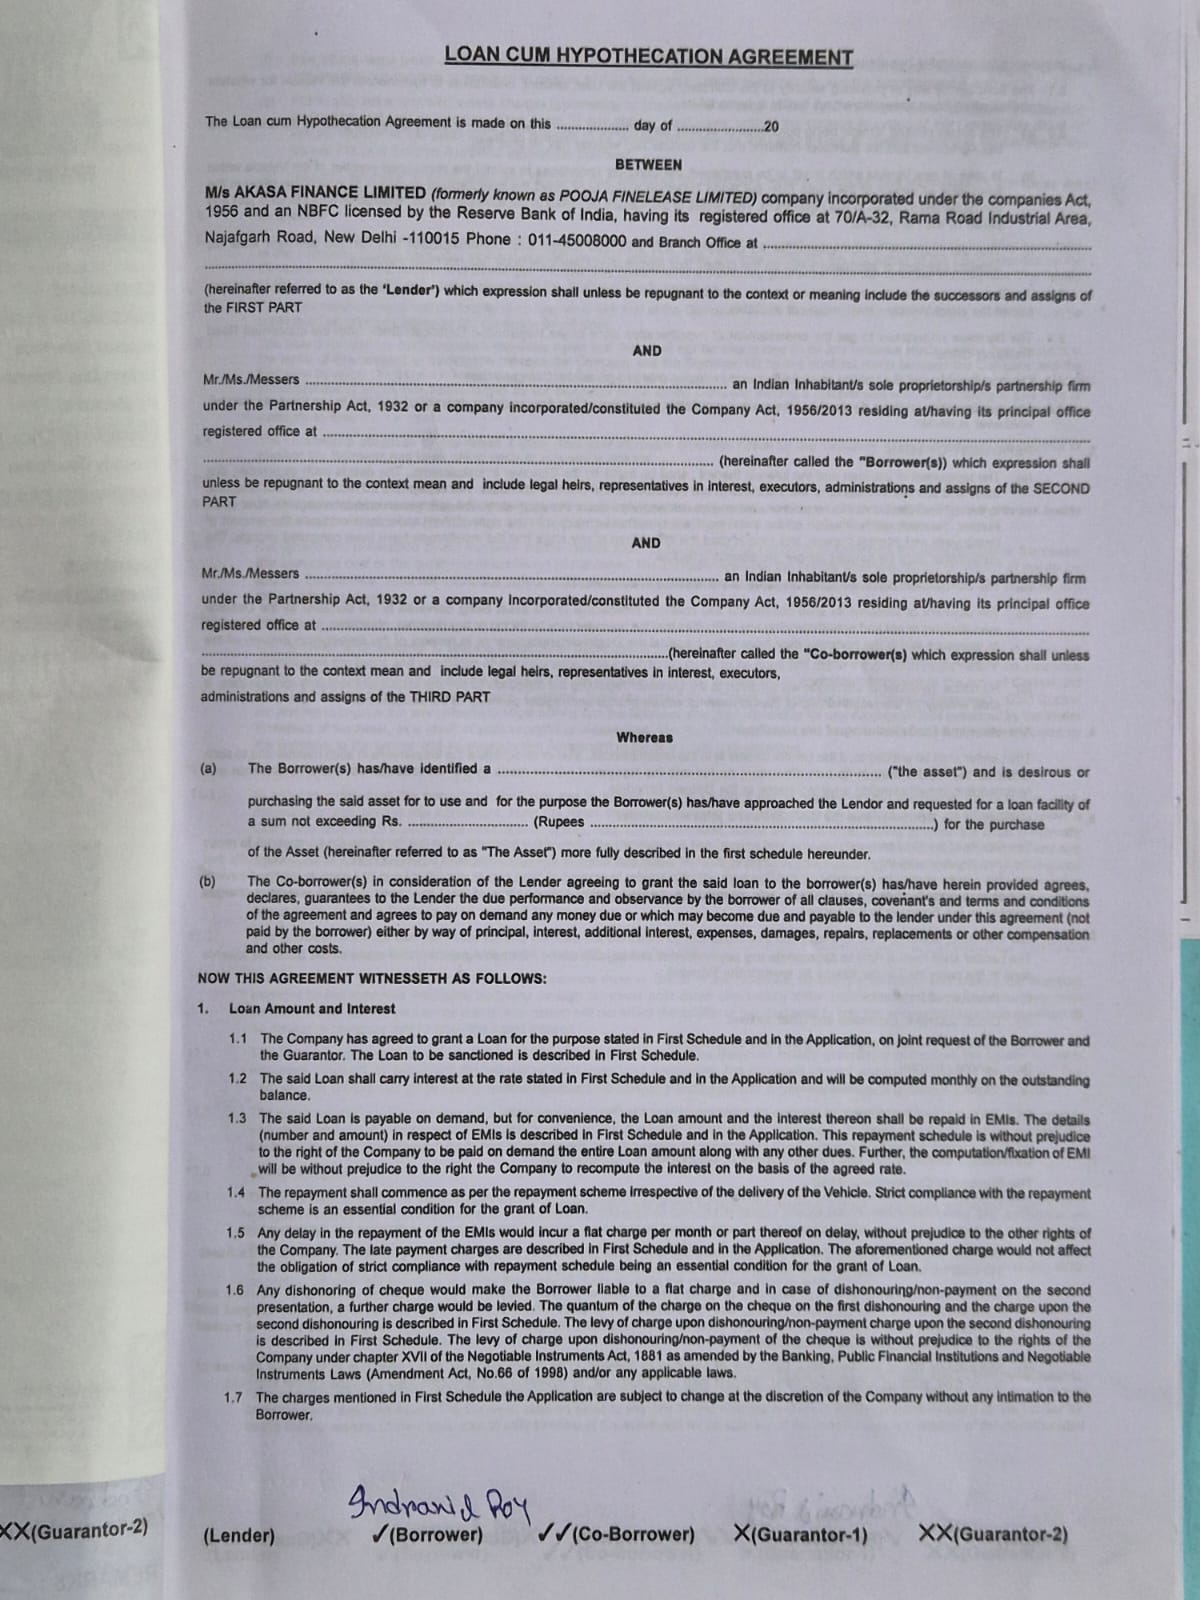 LOAN CUM HYPOTHECATION AGREEMENT
The Loan cum Hypothecation Agreement is made on this .................... day of ........................20
BETWEEN
M/s AKASA FINANCE LIMITED (formerly known as POOJA FINELEASE LIMITED) company incorporated under the companies Act,
1956 and an NBFC licensed by the Reserve Bank of India, having its registered office at 70/A-32, Rama Road Industrial Area,
Najafgarh Road, New Delhi -110015 Phone : 011-45008000 and Branch Office at ....................
....................
(hereinafter referred to as the 'Lender') which expression shall unless be repugnant to the context or meaning include the successors and assigns of
the FIRST PART
AND
Mr./Ms./Messers .................... an Indian Inhabitant/s sole proprietorship/s partnership firm
under the Partnership Act, 1932 or a company incorporated/constituted the Company Act, 1956/2013 residing at/having its principal office
registered office at ....................
.................... (hereinafter called the "Borrower(s)) which expression shall
unless be repugnant to the context mean and include legal heirs, representatives in interest, executors, administrations and assigns of the SECOND
PART
AND
Mr./Ms./Messers .................... an Indian Inhabitant/s sole proprietorship/s partnership firm
under the Partnership Act, 1932 or a company Incorporated/constituted the Company Act, 1956/2013 residing at/having its principal office
registered office at ....................
....................(hereinafter called the "Co-borrower(s) which expression shall unless
be repugnant to the context mean and include legal heirs, representatives in interest, executors,
administrations and assigns of the THIRD PART
Whereas
(a) The Borrower(s) has/have identified a .................... ("the asset") and is desirous or
purchasing the said asset for to use and for the purpose the Borrower(s) has/have approached the Lendor and requested for a loan facility of
a sum not exceeding Rs. .................... (Rupees ....................) for the purchase
of the Asset (hereinafter referred to as "The Asset") more fully described in the first schedule hereunder.
(b) The Co-borrower(s) in consideration of the Lender agreeing to grant the said loan to the borrower(s) has/have herein provided agrees,
declares, guarantees to the Lender the due performance and observance by the borrower of all clauses, covenant's and terms and conditions
of the agreement and agrees to pay on demand any money due or which may become due and payable to the lender under this agreement (not
paid by the borrower) either by way of principal, interest, additional interest, expenses, damages, repairs, replacements or other compensation
and other costs.
NOW THIS AGREEMENT WITNESSETH AS FOLLOWS:
1. Loan Amount and Interest
1.1 The Company has agreed to grant a Loan for the purpose stated in First Schedule and in the Application, on joint request of the Borrower and
the Guarantor. The Loan to be sanctioned is described in First Schedule.
1.2 The said Loan shall carry interest at the rate stated in First Schedule and in the Application and will be computed monthly on the outstanding
balance.
1.3 The said Loan is payable on demand, but for convenience, the Loan amount and the interest thereon shall be repaid in EMIs. The details
(number and amount) in respect of EMIs is described in First Schedule and in the Application. This repayment schedule is without prejudice
to the right of the Company to be paid on demand the entire Loan amount along with any other dues. Further, the computation/fixation of EMI
will be without prejudice to the right the Company to recompute the interest on the basis of the agreed rate.
1.4 The repayment shall commence as per the repayment scheme irrespective of the delivery of the Vehicle. Strict compliance with the repayment
scheme is an essential condition for the grant of Loan.
1.5 Any delay in the repayment of the EMIs would incur a flat charge per month or part thereof on delay, without prejudice to the other rights of
the Company. The late payment charges are described in First Schedule and in the Application. The aforementioned charge would not affect
the obligation of strict compliance with repayment schedule being an essential condition for the grant of Loan.
1.6 Any dishonoring of cheque would make the Borrower liable to a flat charge and in case of dishonouring/non-payment on the second
presentation, a further charge would be levied. The quantum of the charge on the cheque on the first dishonouring and the charge upon the
second dishonouring is described in First Schedule. The levy of charge upon dishonouring/non-payment charge upon the second dishonouring
is described in First Schedule. The levy of charge upon dishonouring/non-payment of the cheque is without prejudice to the rights of the
Company under chapter XVII of the Negotiable Instruments Act, 1881 as amended by the Banking, Public Financial Institutions and Negotiable
Instruments Laws (Amendment Act, No.66 of 1998) and/or any applicable laws.
1.7 The charges mentioned in First Schedule the Application are subject to change at the discretion of the Company without any intimation to the
Borrower.
Indranil Roy
XX(Guarantor-2) (Lender) ✓(Borrower) ✓✓(Co-Borrower) X(Guarantor-1) XX(Guarantor-2)